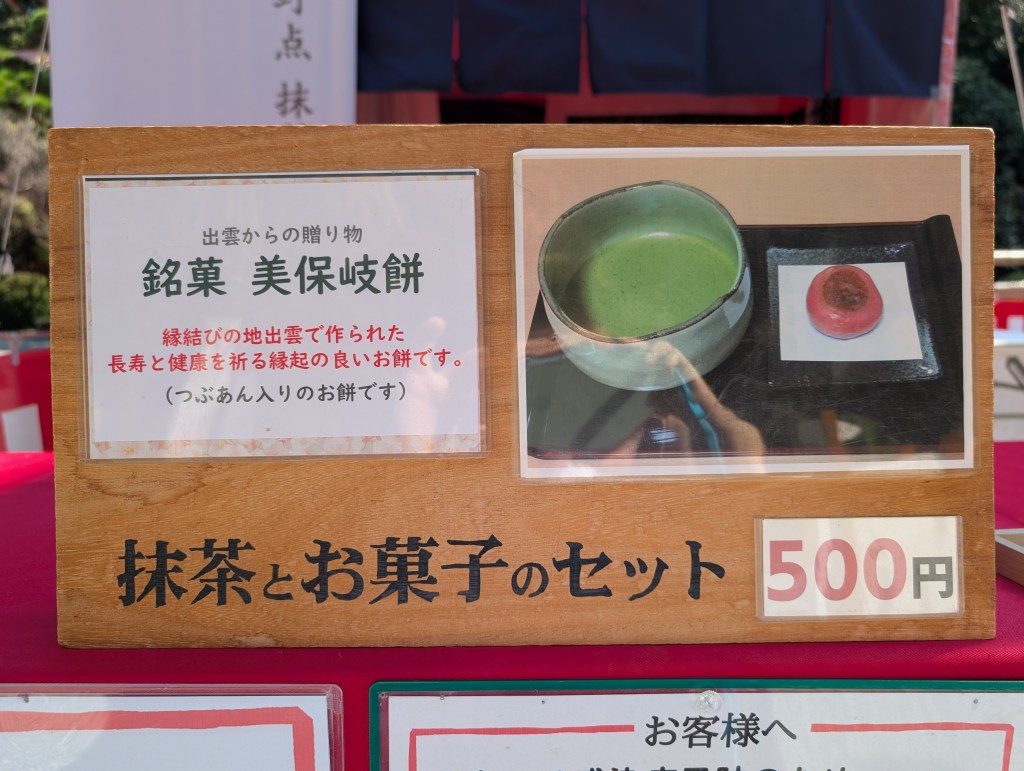 点抹
出雲からの贈り物
銘菓 美保岐餅
縁結びの地出雲で作られた
長寿と健康を祈る縁起の良いお餅です。
（つぶあん入りのお餅です）
抹茶とお菓子のセット
500円
お客様へ